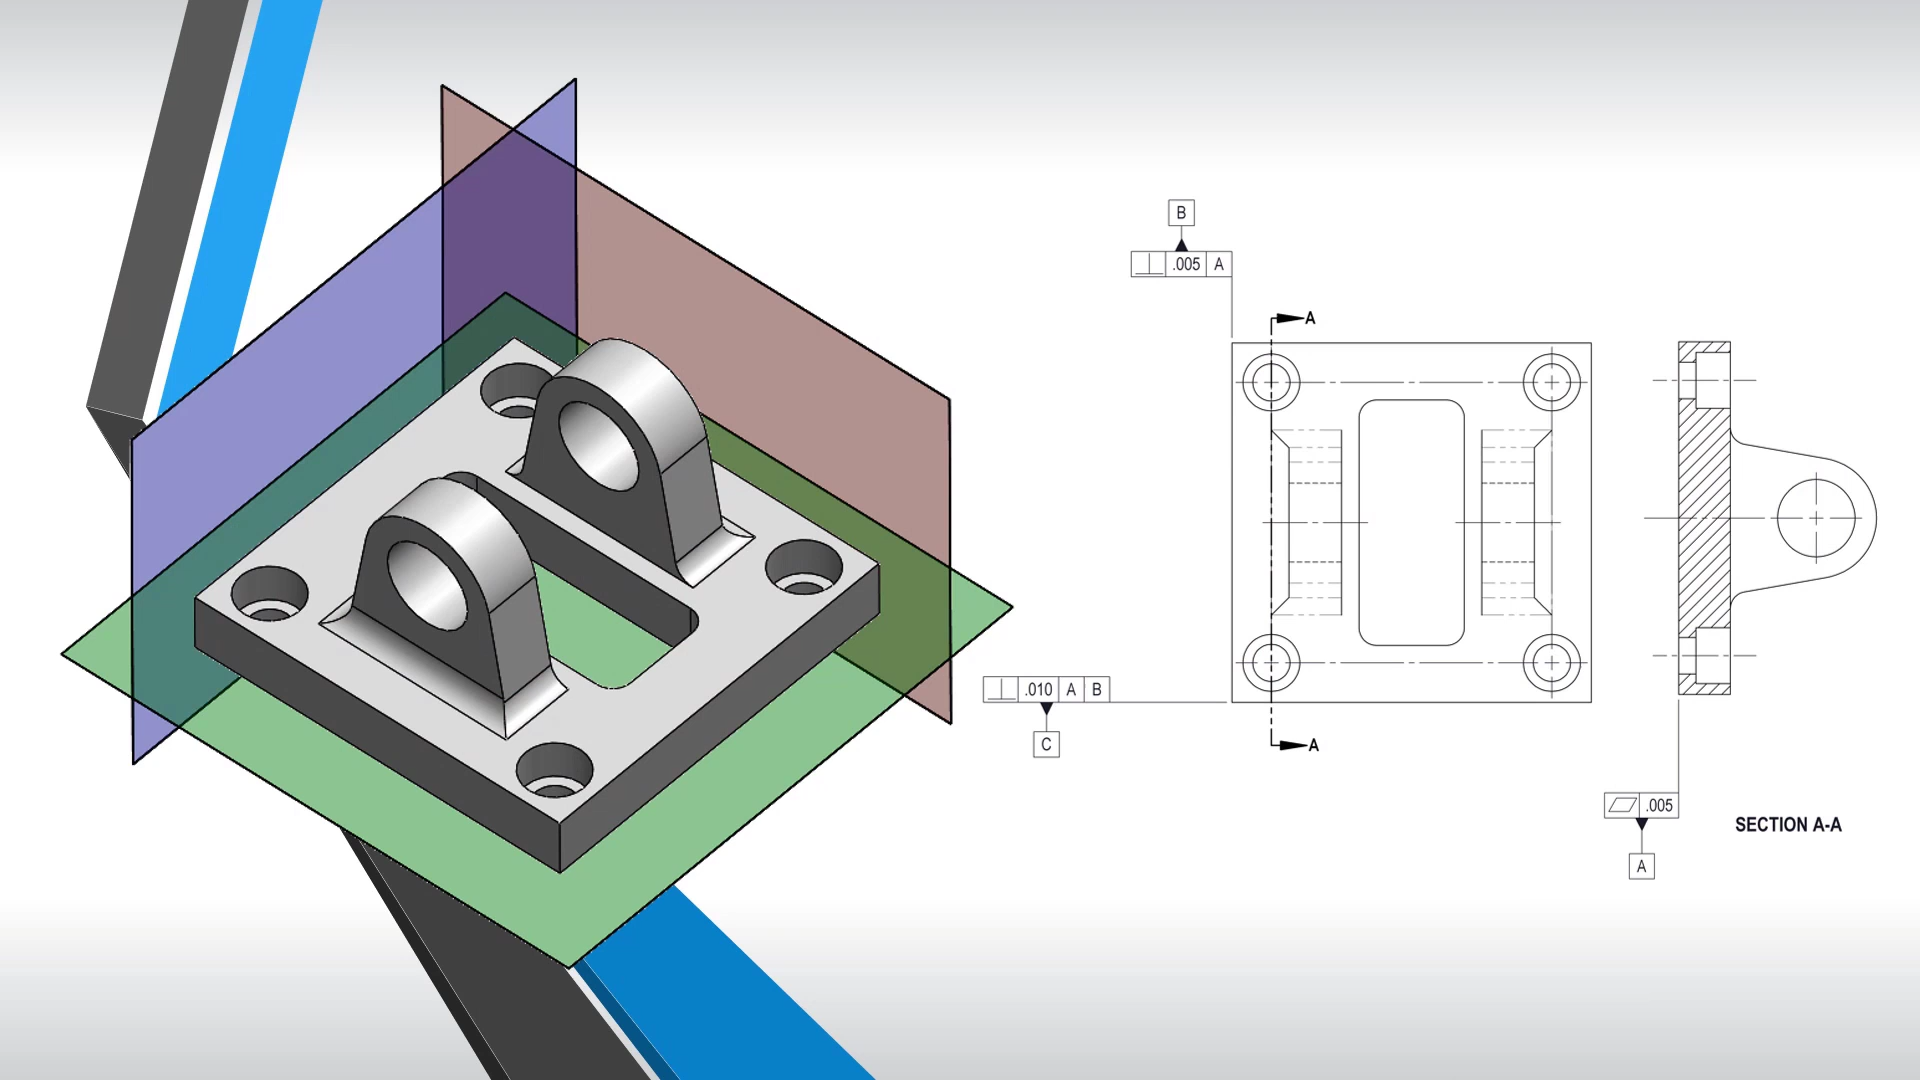 B
⟂ .005 A
A
⟂ .010 A B
C
A
⏥ .005
A
SECTION A-A